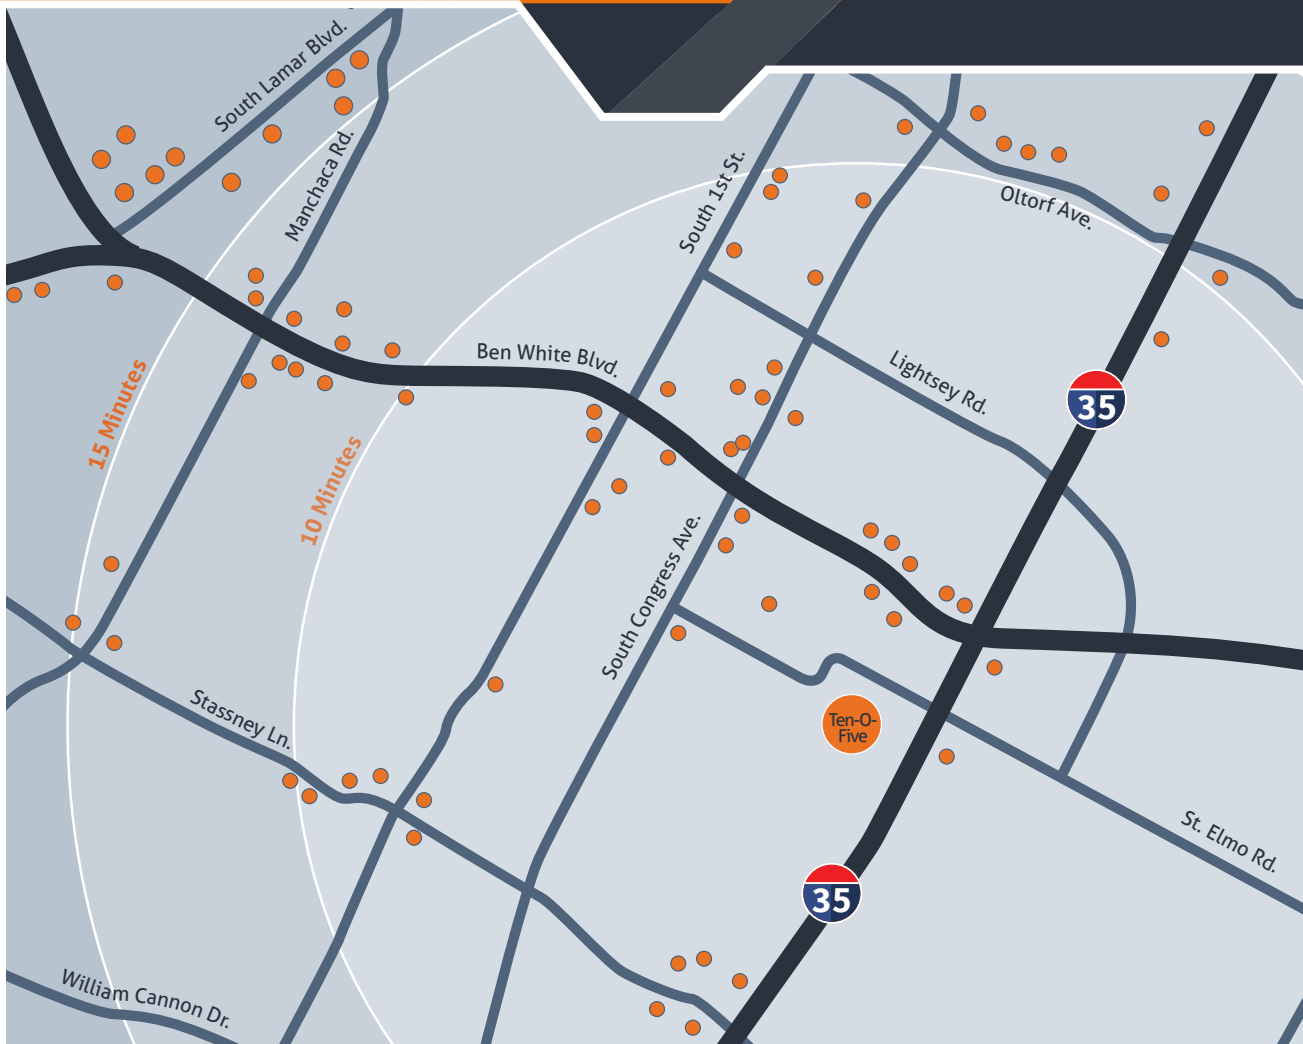 South Lamar Blvd.
Manchaca Rd.
South 1st St.
Oltorf Ave.
Ben White Blvd.
Lightsey Rd.
35
15 Minutes
10 Minutes
South Congress Ave.
Stassney Ln.
Ten-O-
Five
St. Elmo Rd.
35
William Cannon Dr.